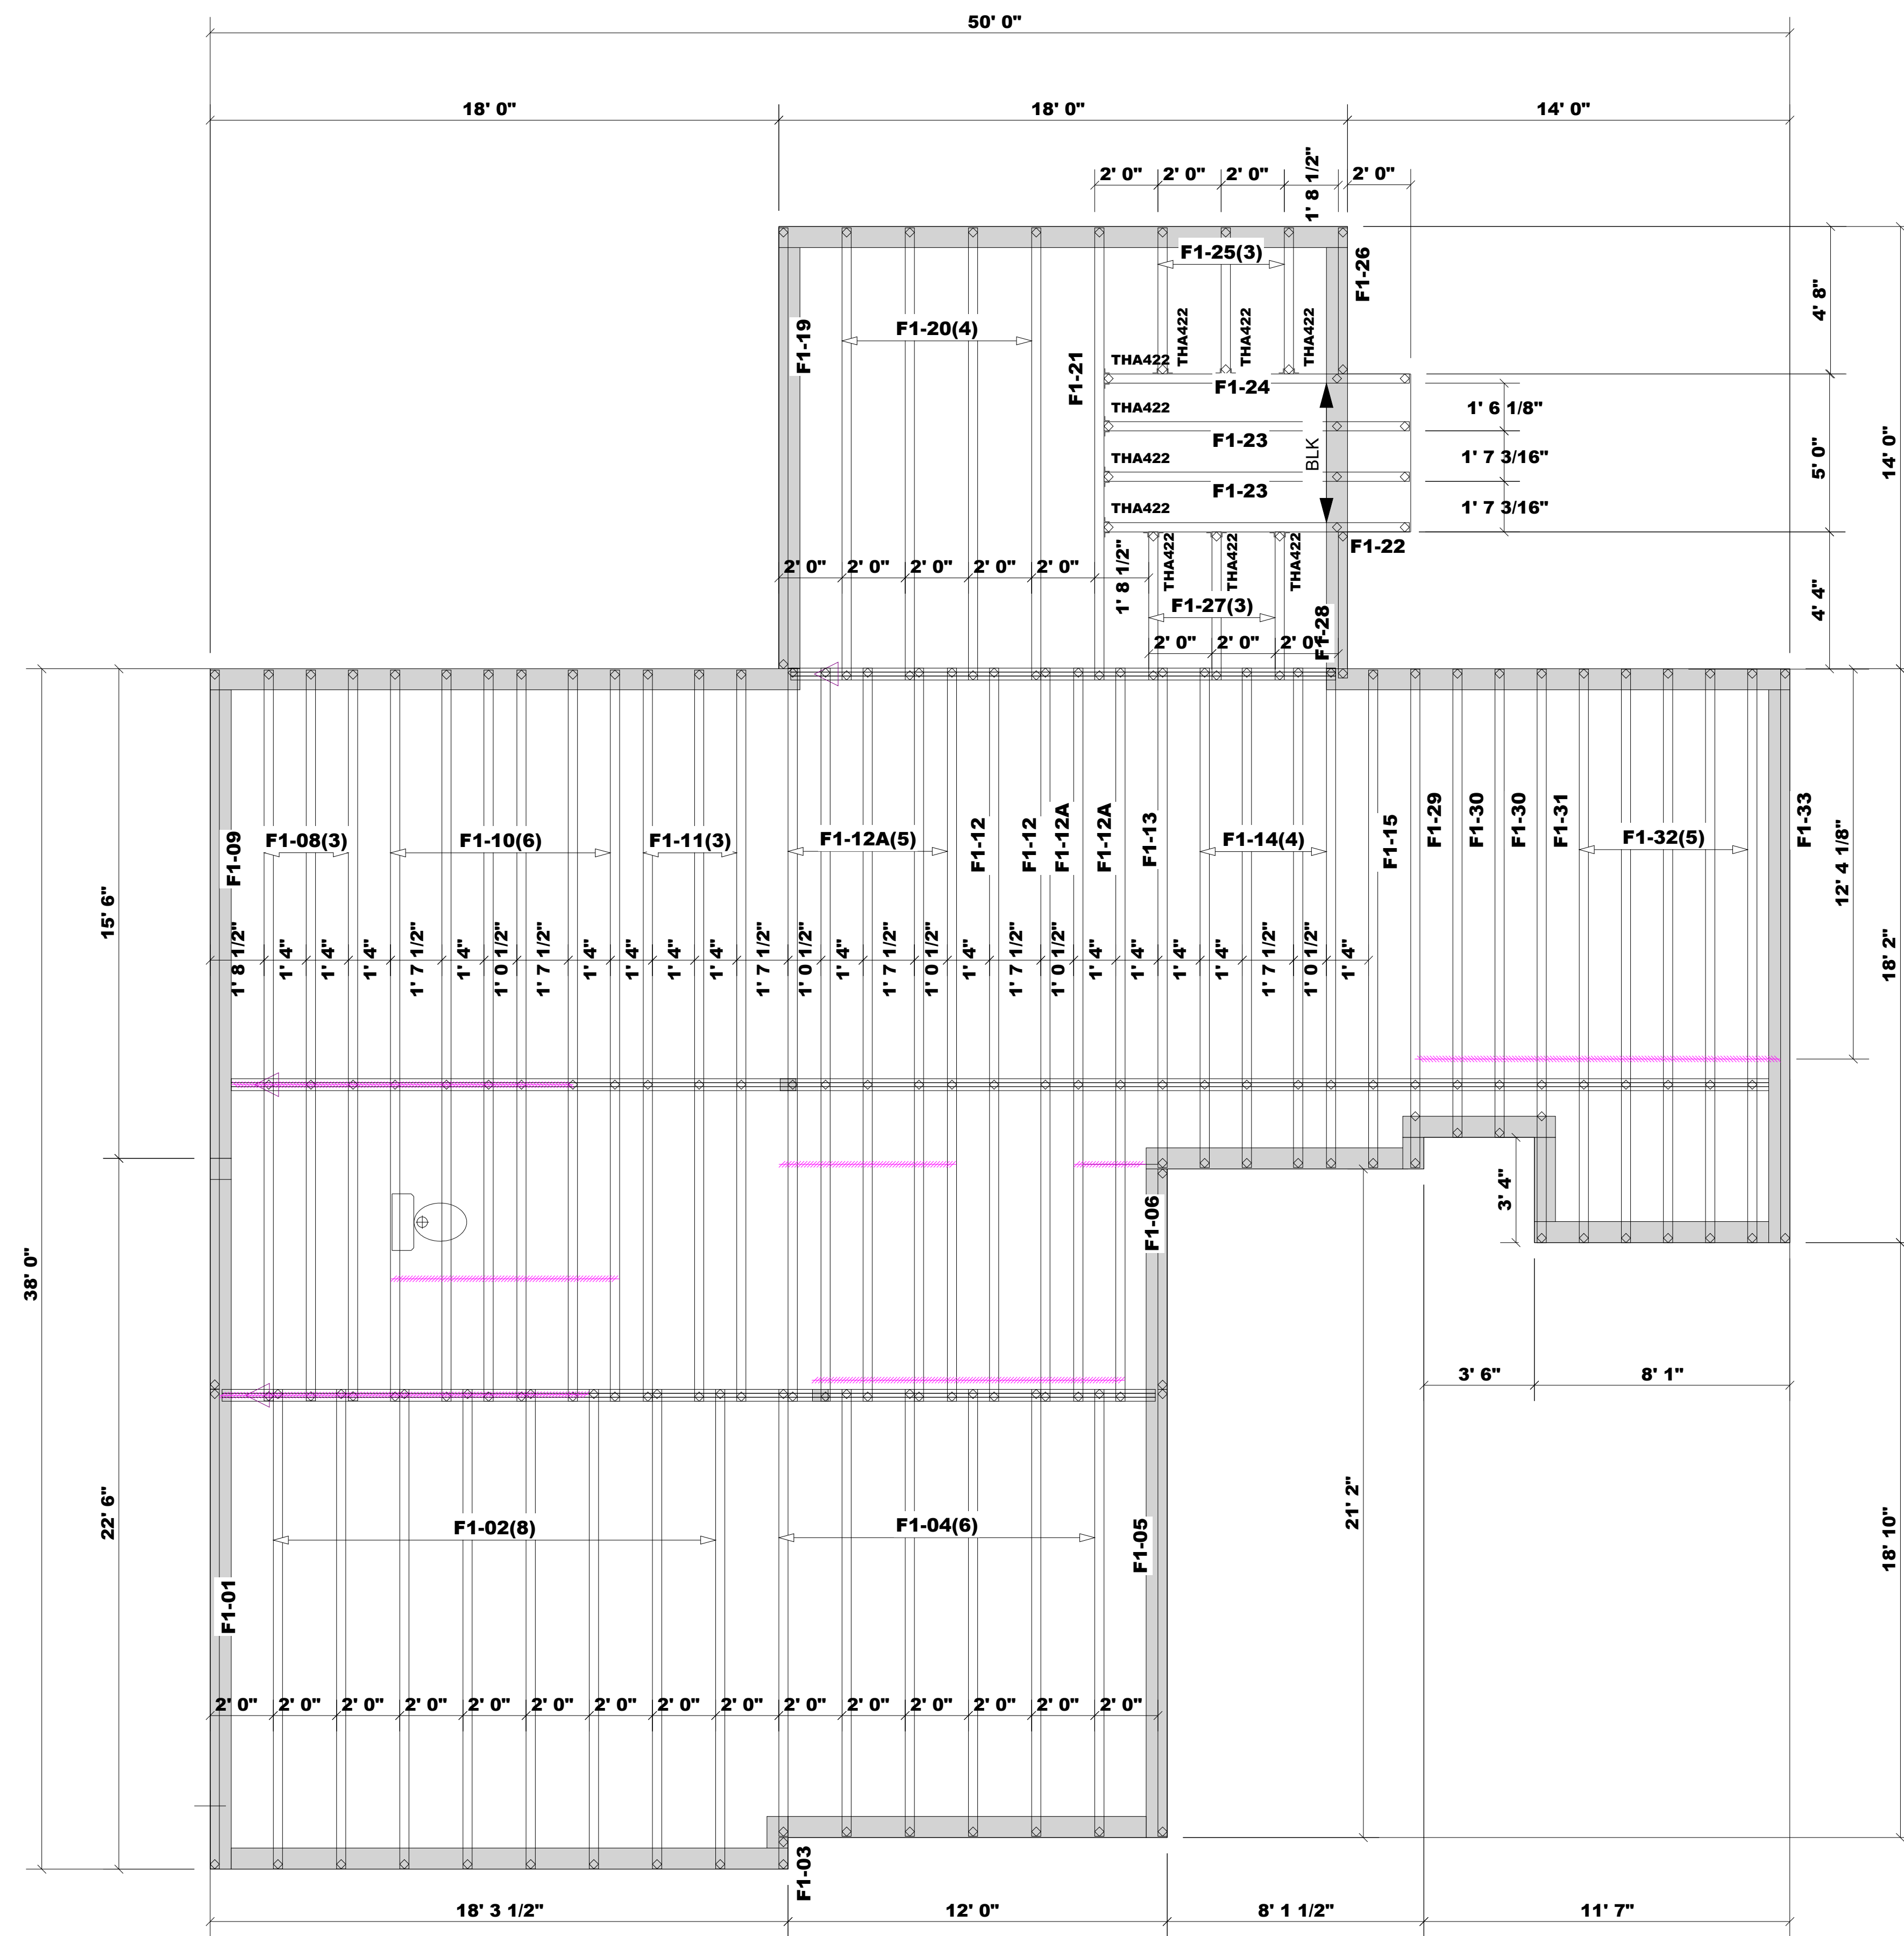 50' 0"
18' 0" 18' 0" 14' 0"
2' 0" 2' 0" 2' 0" 1' 8 1/2" 2' 0"
F1-25(3)
F1-26
4' 8"
F1-19
F1-20(4)
F1-21
THA422 THA422 THA422
THA422
F1-24
THA422
1' 6 1/8"
F1-23
BLK
THA422
1' 7 3/16"
5' 0"
14' 0"
F1-23
THA422
1' 7 3/16"
F1-22
THA422 THA422 THA422
2' 0" 2' 0" 2' 0" 2' 0" 2' 0" 1' 8 1/2"
F1-27(3)
F1-28
4' 4"
2' 0" 2' 0" 2' 0"
F1-09
F1-08(3)
F1-10(6)
F1-11(3)
F1-12A(5)
F1-12
F1-12
F1-12A
F1-12A
F1-13
F1-14(4)
F1-15
F1-29
F1-30
F1-30
F1-31
F1-32(5)
F1-33
12' 4 1/8"
15' 6"
18' 2"
1' 8 1/2" 1' 4" 1' 4" 1' 4" 1' 7 1/2" 1' 4" 1' 0 1/2" 1' 7 1/2" 1' 4" 1' 4" 1' 4" 1' 4" 1' 7 1/2" 1' 0 1/2" 1' 4" 1' 7 1/2" 1' 0 1/2" 1' 4" 1' 7 1/2" 1' 0 1/2" 1' 4" 1' 4" 1' 4" 1' 4" 1' 7 1/2" 1' 0 1/2" 1' 4"
F1-06
3' 4"
38' 0"
3' 6" 8' 1"
22' 6"
F1-02(8)
F1-04(6)
F1-05
21' 2"
18' 10"
F1-01
2' 0" 2' 0" 2' 0" 2' 0" 2' 0" 2' 0" 2' 0" 2' 0" 2' 0" 2' 0" 2' 0" 2' 0" 2' 0" 2' 0" 2' 0"
F1-03
18' 3 1/2" 12' 0" 8' 1 1/2" 11' 7"